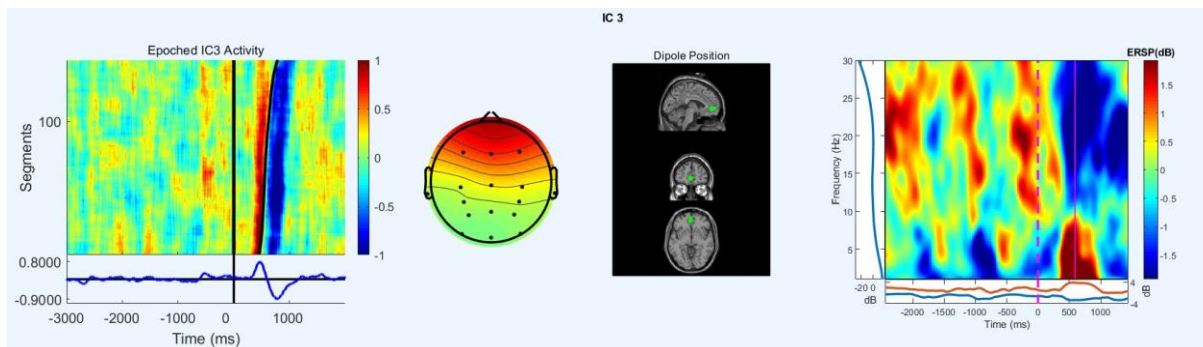 IC 3
Epoched IC3 Activity
Segments
100
1
0.5
0
-0.5
-1
0.8000
-0.9000
-3000 -2000 -1000 0 1000
Time (ms)
Dipole Position
ERSP(dB)
Frequency (Hz)
30
25
20
15
10
5
1.5
1
0.5
0
-0.5
-1
-1.5
-20 0
dB
4
-4
dB
-2000 -1500 -1000 -500 0 500 1000
Time (ms)